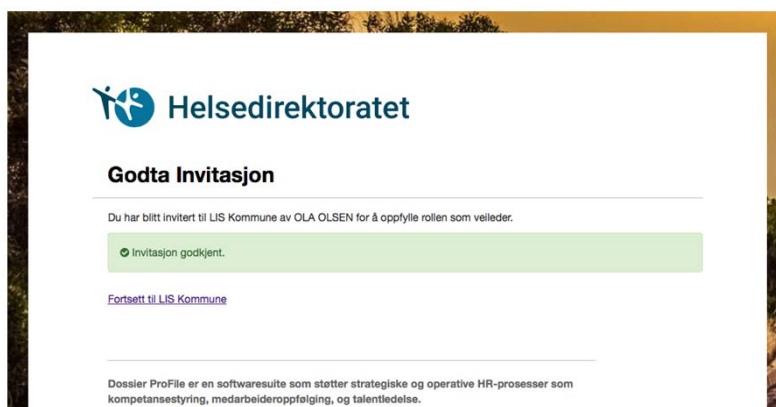 Helsedirektoratet
Godta Invitasjon
Du har blitt invitert til LIS Kommune av OLA OLSEN for å oppfylle rollen som veileder.
Invitasjon godkjent.
Fortsett til LIS Kommune
Dossier ProFile er en softwaresuite som støtter strategiske og operative HR-prosesser som
kompetansestyring, medarbeideroppfølging, og talentledelse.